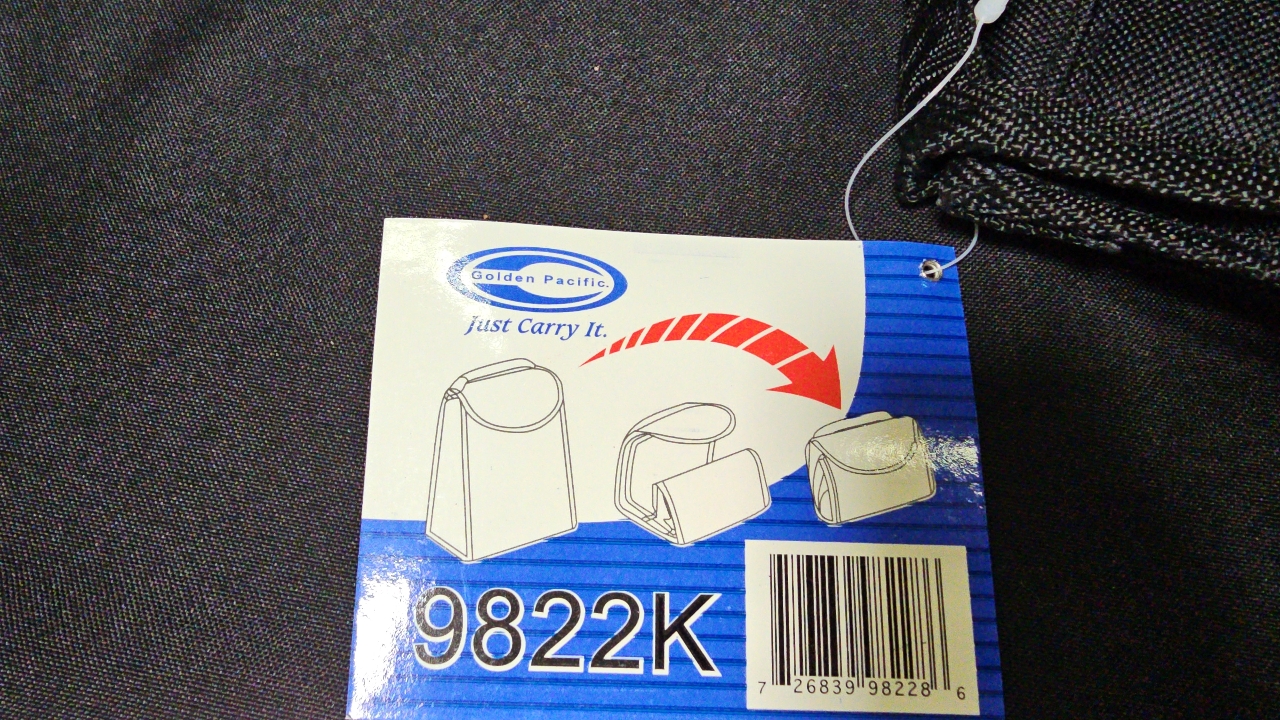 Golden Pacific.
Just Carry It.
9822K
7 26839 98228 6